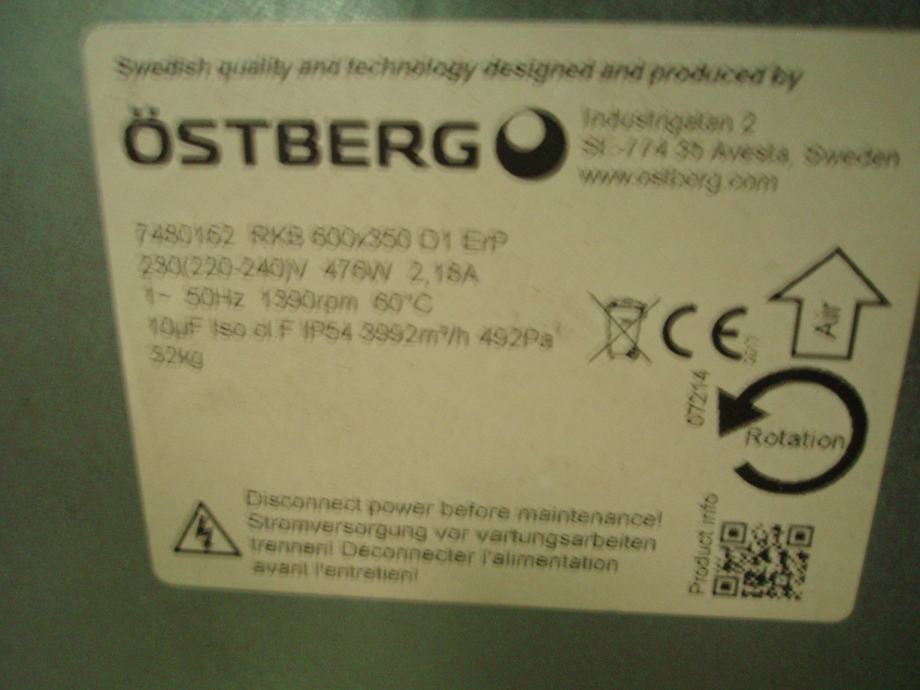 Swedish quality and technology designed and produced by
ÖSTBERG
Industrigatan 2
SE-774 35 Avesta, Sweden
www.ostberg.com
7480162 RKB 600x350 D1 ErP
230(220-240)V 476W 2,18A
1~ 50Hz 1390rpm 60°C
10µF Iso cl F IP54 3992m³/h 492Pa
32kg
CE
Air
07214
Rotation
Disconnect power before maintenance!
Stromversorgung vor vartungsarbeiten
trennen! Déconnecter l'alimentation
avant l'entretien!
Product info